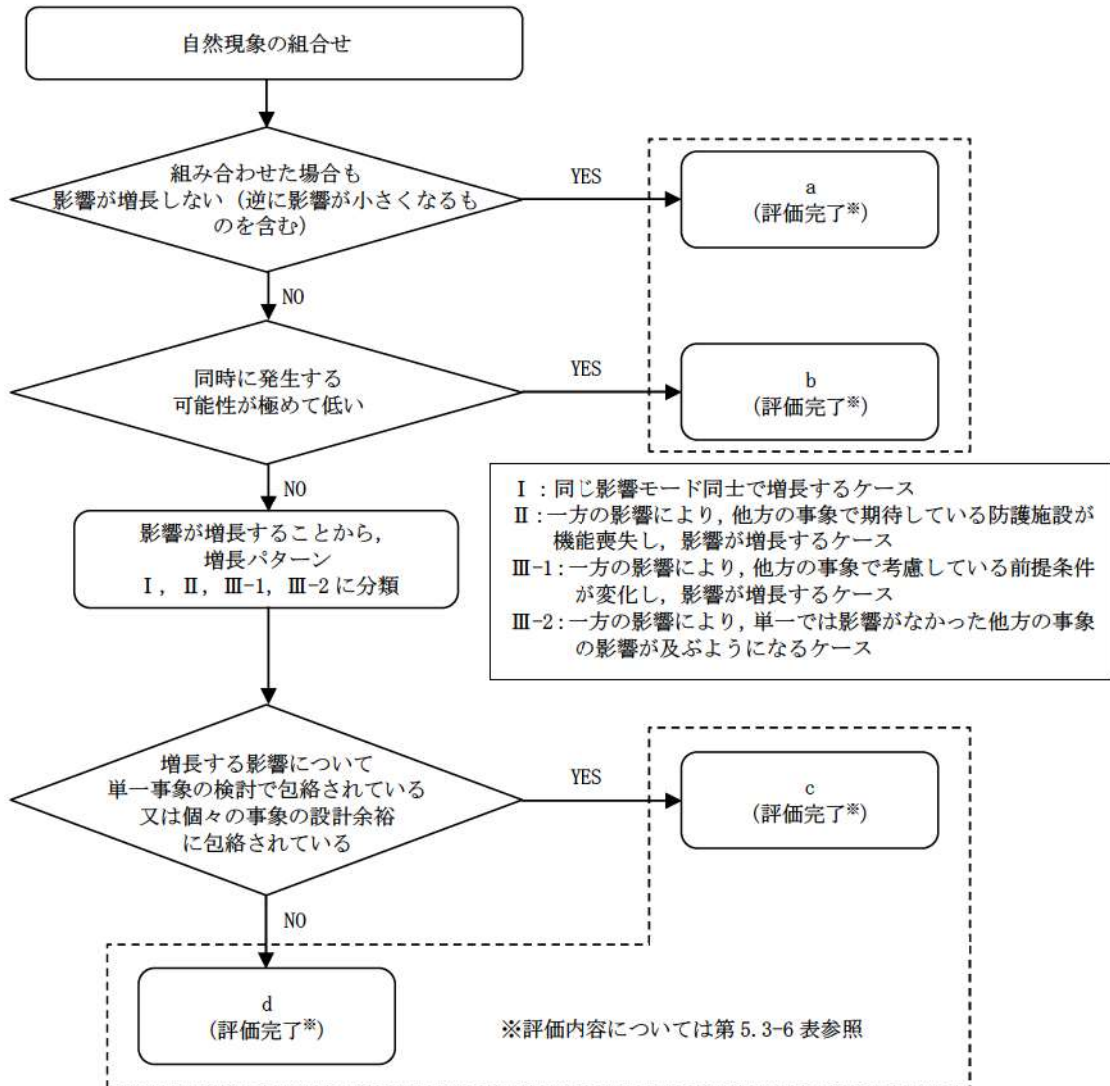 自然現象の組合せ
組み合わせた場合も
影響が増長しない（逆に影響が小さくなるも
のを含む）
YES
a
(評価完了※)
NO
同時に発生する
可能性が極めて低い
YES
b
(評価完了※)
NO
影響が増長することから,
増長パターン
Ⅰ, Ⅱ, Ⅲ-1, Ⅲ-2 に分類
Ⅰ：同じ影響モード同士で増長するケース
Ⅱ：一方の影響により, 他方の事象で期待している防護施設が
機能喪失し, 影響が増長するケース
Ⅲ-1：一方の影響により, 他方の事象で考慮している前提条件
が変化し, 影響が増長するケース
Ⅲ-2：一方の影響により, 単一では影響がなかった他方の事象
の影響が及ぶようになるケース
増長する影響について
単一事象の検討で包絡されている
又は個々の事象の設計余裕
に包絡されている
YES
c
(評価完了※)
NO
d
(評価完了※)
※評価内容については第 5.3-6 表参照